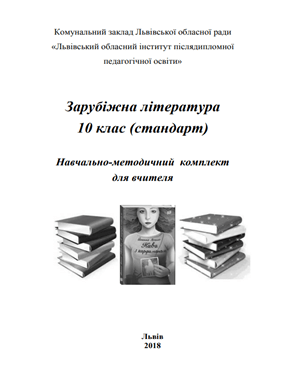 Комунальний заклад Львівської обласної ради
«Львівський обласний інститут післядипломної
педагогічної освіти»
Зарубіжна література
10 клас (стандарт)
Навчально-методичний комплект
для вчителя
Львів
2018